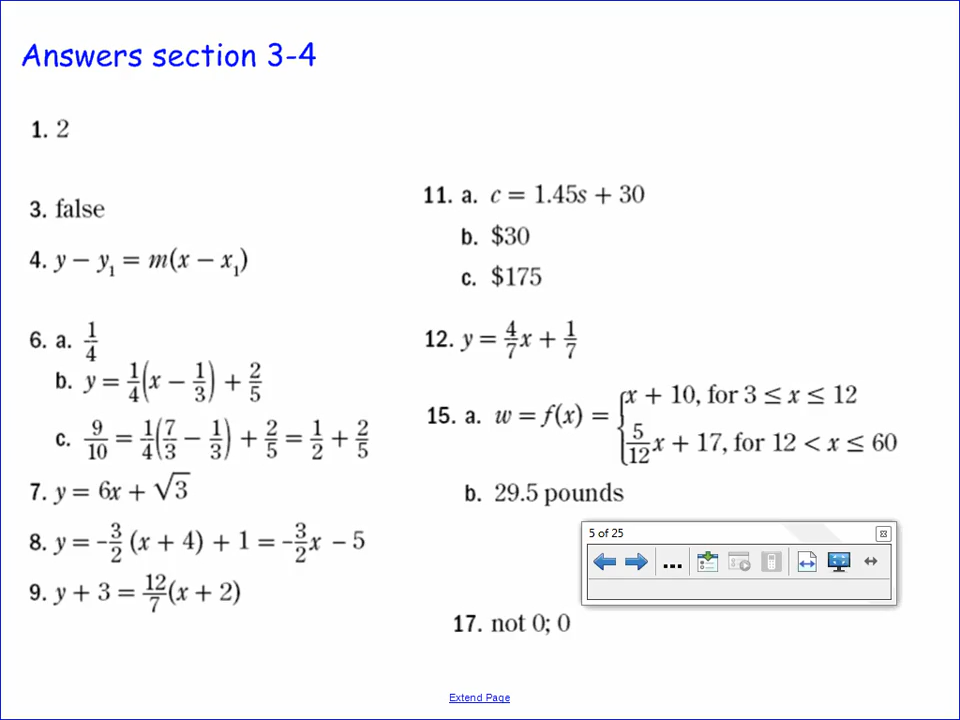 Answers section 3-4
1. 2
3. false
4. y − y₁ = m(x − x₁)
6. a. 1/4
b. y = 1/4(x − 1/3) + 2/5
c. 9/10 = 1/4(7/3 − 1/3) + 2/5 = 1/2 + 2/5
7. y = 6x + √3
8. y = -3/2 (x + 4) + 1 = -3/2x − 5
9. y + 3 = 12/7(x + 2)
11. a. c = 1.45s + 30
b. $30
c. $175
12. y = 4/7x + 1/7
15. a. w = f(x) = { x + 10, for 3 ≤ x ≤ 12
5/12x + 17, for 12 < x ≤ 60
b. 29.5 pounds
5 of 25
...
17. not 0; 0
Extend Page